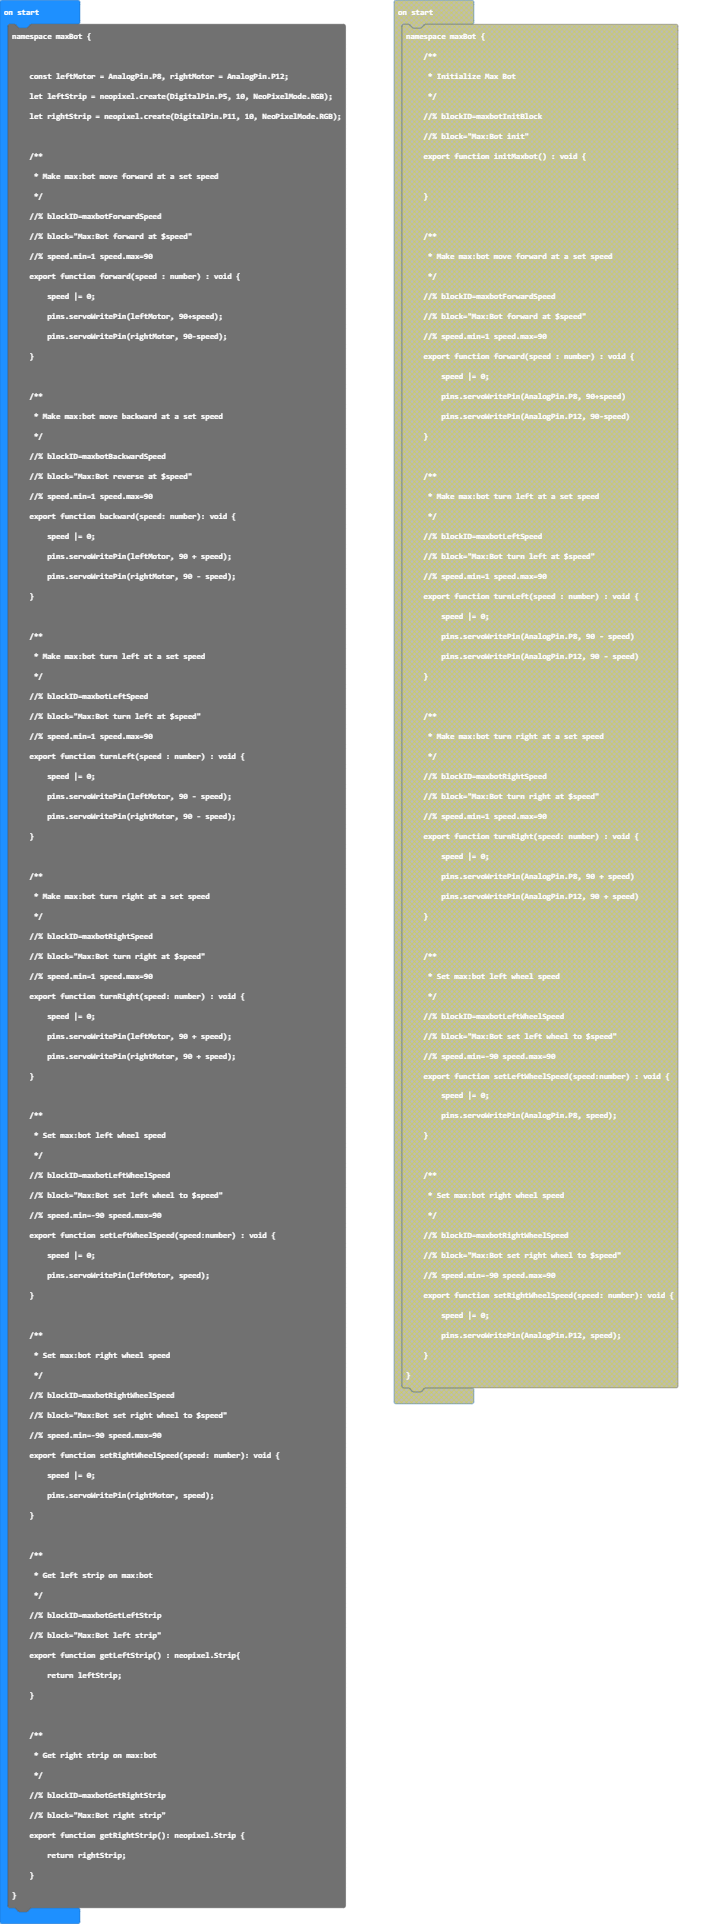 on start
namespace maxBot {
const leftMotor = AnalogPin.P8, rightMotor = AnalogPin.P12;
let leftStrip = neopixel.create(DigitalPin.P5, 10, NeoPixelMode.RGB);
let rightStrip = neopixel.create(DigitalPin.P11, 10, NeoPixelMode.RGB);
/**
* Make max:bot move forward at a set speed
*/
//% blockID=maxbotForwardSpeed
//% block="Max:Bot forward at $speed"
//% speed.min=1 speed.max=90
export function forward(speed : number) : void {
speed |= 0;
pins.servoWritePin(leftMotor, 90+speed);
pins.servoWritePin(rightMotor, 90-speed);
}
/**
* Make max:bot move backward at a set speed
*/
//% blockID=maxbotBackwardSpeed
//% block="Max:Bot reverse at $speed"
//% speed.min=1 speed.max=90
export function backward(speed: number): void {
speed |= 0;
pins.servoWritePin(leftMotor, 90 + speed);
pins.servoWritePin(rightMotor, 90 - speed);
}
/**
* Make max:bot turn left at a set speed
*/
//% blockID=maxbotLeftSpeed
//% block="Max:Bot turn left at $speed"
//% speed.min=1 speed.max=90
export function turnLeft(speed : number) : void {
speed |= 0;
pins.servoWritePin(leftMotor, 90 - speed);
pins.servoWritePin(rightMotor, 90 - speed);
}
/**
* Make max:bot turn right at a set speed
*/
//% blockID=maxbotRightSpeed
//% block="Max:Bot turn right at $speed"
//% speed.min=1 speed.max=90
export function turnRight(speed: number) : void {
speed |= 0;
pins.servoWritePin(leftMotor, 90 + speed);
pins.servoWritePin(rightMotor, 90 + speed);
}
/**
* Set max:bot left wheel speed
*/
//% blockID=maxbotLeftWheelSpeed
//% block="Max:Bot set left wheel to $speed"
//% speed.min=-90 speed.max=90
export function setLeftWheelSpeed(speed:number) : void {
speed |= 0;
pins.servoWritePin(leftMotor, speed);
}
/**
* Set max:bot right wheel speed
*/
//% blockID=maxbotRightWheelSpeed
//% block="Max:Bot set right wheel to $speed"
//% speed.min=-90 speed.max=90
export function setRightWheelSpeed(speed: number): void {
speed |= 0;
pins.servoWritePin(rightMotor, speed);
}
/**
* Get left strip on max:bot
*/
//% blockID=maxbotGetLeftStrip
//% block="Max:Bot left strip"
export function getLeftStrip() : neopixel.Strip{
return leftStrip;
}
/**
* Get right strip on max:bot
*/
//% blockID=maxbotGetRightStrip
//% block="Max:Bot right strip"
export function getRightStrip(): neopixel.Strip {
return rightStrip;
}
}
on start
namespace maxBot {
/**
* Initialize Max Bot
*/
//% blockID=maxbotInitBlock
//% block="Max:Bot init"
export function initMaxbot() : void {
}
/**
* Make max:bot move forward at a set speed
*/
//% blockID=maxbotForwardSpeed
//% block="Max:Bot forward at $speed"
//% speed.min=1 speed.max=90
export function forward(speed : number) : void {
speed |= 0;
pins.servoWritePin(AnalogPin.P8, 90+speed)
pins.servoWritePin(AnalogPin.P12, 90-speed)
}
/**
* Make max:bot turn left at a set speed
*/
//% blockID=maxbotLeftSpeed
//% block="Max:Bot turn left at $speed"
//% speed.min=1 speed.max=90
export function turnLeft(speed : number) : void {
speed |= 0;
pins.servoWritePin(AnalogPin.P8, 90 - speed)
pins.servoWritePin(AnalogPin.P12, 90 - speed)
}
/**
* Make max:bot turn right at a set speed
*/
//% blockID=maxbotRightSpeed
//% block="Max:Bot turn right at $speed"
//% speed.min=1 speed.max=90
export function turnRight(speed: number) : void {
speed |= 0;
pins.servoWritePin(AnalogPin.P8, 90 + speed)
pins.servoWritePin(AnalogPin.P12, 90 + speed)
}
/**
* Set max:bot left wheel speed
*/
//% blockID=maxbotLeftWheelSpeed
//% block="Max:Bot set left wheel to $speed"
//% speed.min=-90 speed.max=90
export function setLeftWheelSpeed(speed:number) : void {
speed |= 0;
pins.servoWritePin(AnalogPin.P8, speed);
}
/**
* Set max:bot right wheel speed
*/
//% blockID=maxbotRightWheelSpeed
//% block="Max:Bot set right wheel to $speed"
//% speed.min=-90 speed.max=90
export function setRightWheelSpeed(speed: number): void {
speed |= 0;
pins.servoWritePin(AnalogPin.P12, speed);
}
}